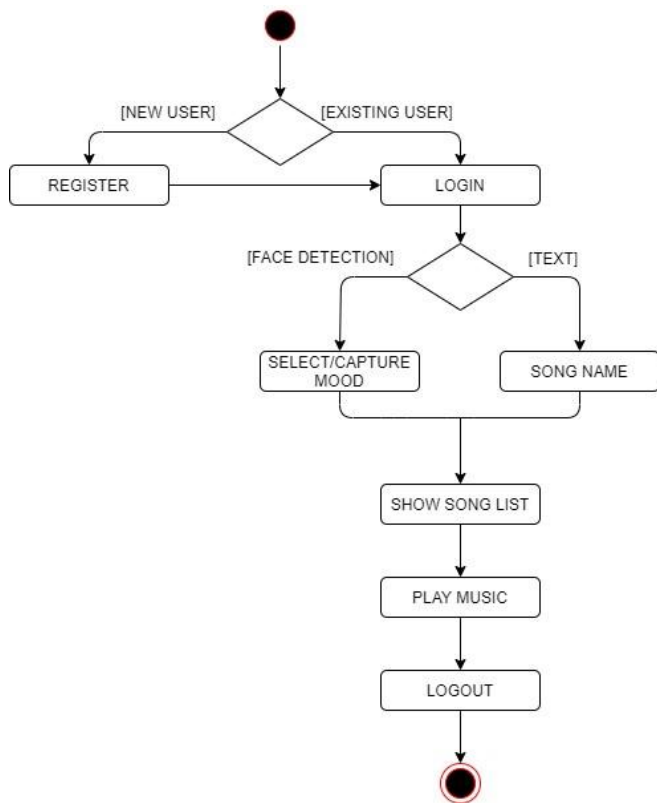 [NEW USER]
[EXISTING USER]
REGISTER
LOGIN
[FACE DETECTION]
[TEXT]
SELECT/CAPTURE
MOOD
SONG NAME
SHOW SONG LIST
PLAY MUSIC
LOGOUT